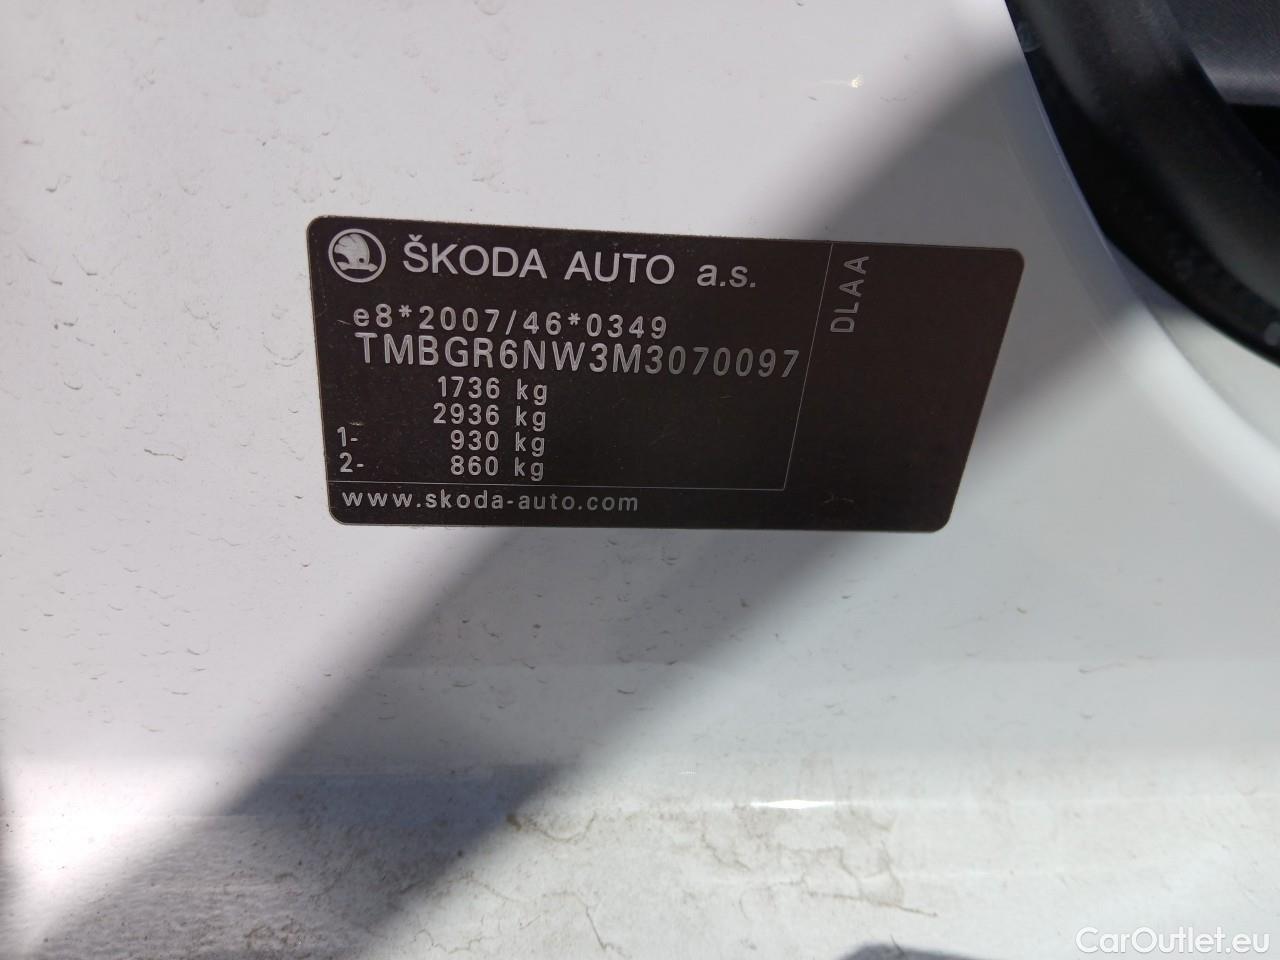 ŠKODA AUTO a.s.
e8*2007/46*0349
TMBGR6NW3M3070097
1736 kg
2936 kg
1- 930 kg
2- 860 kg
www.skoda-auto.com
DLAA
CarOutlet.eu